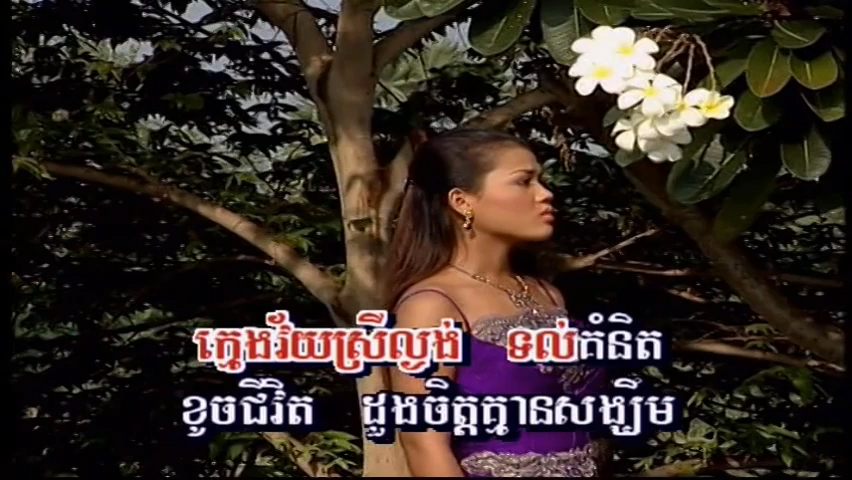 ក្មេងវ័យស្រីល្ងង់ ទល់គំនិត
ខូចជីវិត ដួងចិត្តគ្មានសង្ឃឹម